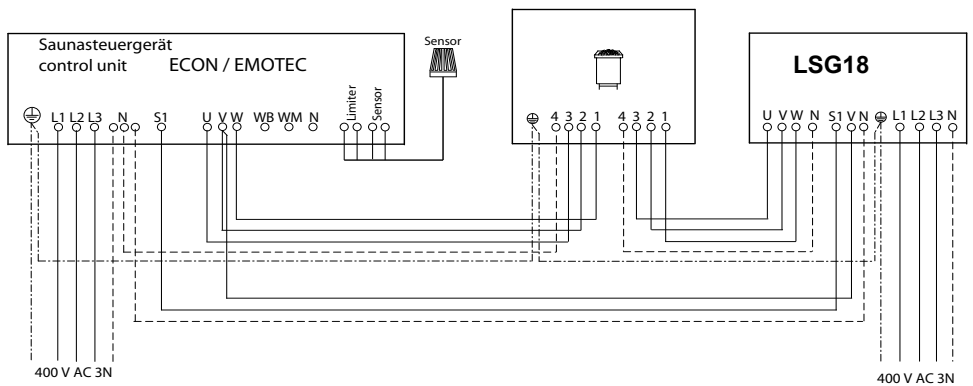 Saunasteuergerät
control unit ECON / EMOTEC
L1 L2 L3 N S1 U V W WB WM N Limiter Sensor
Sensor
4 3 2 1 4 3 2 1
LSG18
U V W N S1 V N L1 L2 L3 N
400 V AC 3N
400 V AC 3N